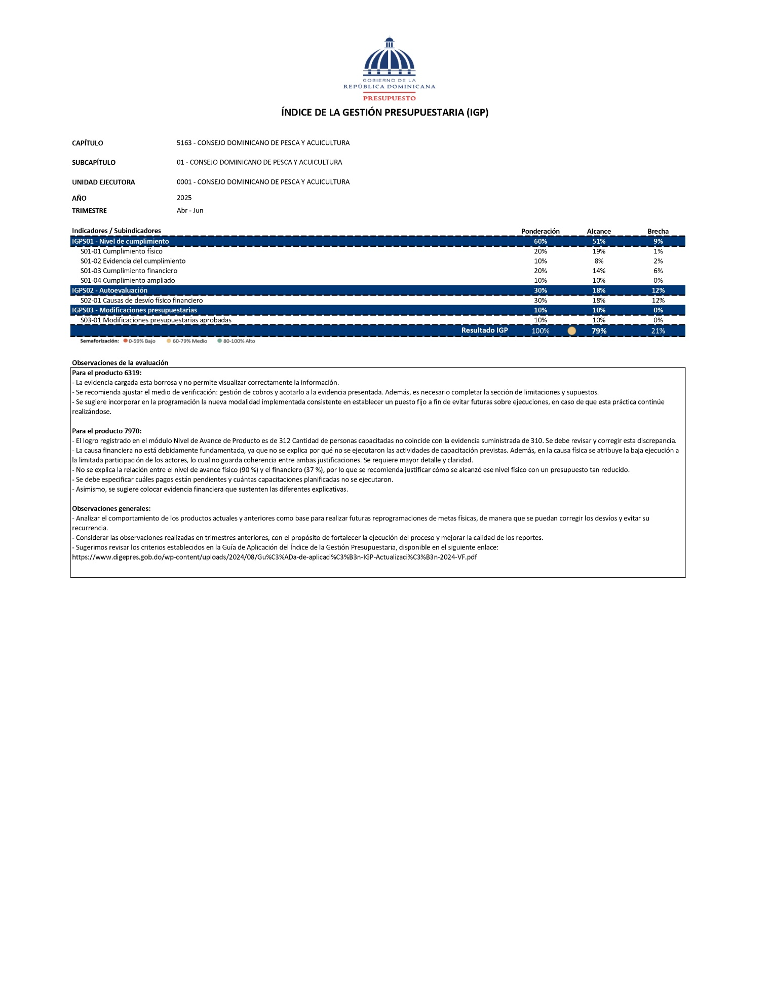 GOBIERNO DE LA
REPÚBLICA DOMINICANA
PRESUPUESTO
ÍNDICE DE LA GESTIÓN PRESUPUESTARIA (IGP)
CAPÍTULO 5163 - CONSEJO DOMINICANO DE PESCA Y ACUICULTURA
SUBCAPÍTULO 01 - CONSEJO DOMINICANO DE PESCA Y ACUICULTURA
UNIDAD EJECUTORA 0001 - CONSEJO DOMINICANO DE PESCA Y ACUICULTURA
AÑO 2025
TRIMESTRE Abr - Jun
Indicadores / Subindicadores Ponderación Alcance Brecha
IGPS01 - Nivel de cumplimiento 60% 51% 9%
S01-01 Cumplimiento físico 20% 19% 1%
S01-02 Evidencia del cumplimiento 10% 8% 2%
S01-03 Cumplimiento financiero 20% 14% 6%
S01-04 Cumplimiento ampliado 10% 10% 0%
IGPS02 - Autoevaluación 30% 18% 12%
S02-01 Causas de desvío físico financiero 30% 18% 12%
IGPS03 - Modificaciones presupuestarias 10% 10% 0%
S03-01 Modificaciones presupuestarias aprobadas 10% 10% 0%
Resultado IGP 100% 79% 21%
Semaforización: 0-59% Bajo 60-79% Medio 80-100% Alto
Observaciones de la evaluación
Para el producto 6319:
- La evidencia cargada esta borrosa y no permite visualizar correctamente la información.
- Se recomienda ajustar el medio de verificación: gestión de cobros y acotarlo a la evidencia presentada. Además, es necesario completar la sección de limitaciones y supuestos.
- Se sugiere incorporar en la programación la nueva modalidad implementada consistente en establecer un puesto fijo a fin de evitar futuras sobre ejecuciones, en caso de que esta práctica continúe
realizándose.
Para el producto 7970:
- El logro registrado en el módulo Nivel de Avance de Producto es de 312 Cantidad de personas capacitadas no coincide con la evidencia suministrada de 310. Se debe revisar y corregir esta discrepancia.
- La causa financiera no está debidamente fundamentada, ya que no se explica por qué no se ejecutaron las actividades de capacitación previstas. Además, en la causa física se atribuye la baja ejecución a
la limitada participación de los actores, lo cual no guarda coherencia entre ambas justificaciones. Se requiere mayor detalle y claridad.
- No se explica la relación entre el nivel de avance físico (90 %) y el financiero (37 %), por lo que se recomienda justificar cómo se alcanzó ese nivel físico con un presupuesto tan reducido.
- Se debe especificar cuáles pagos están pendientes y cuántas capacitaciones planificadas no se ejecutaron.
- Asimismo, se sugiere colocar evidencia financiera que sustenten las diferentes explicativas.
Observaciones generales:
- Analizar el comportamiento de los productos actuales y anteriores como base para realizar futuras reprogramaciones de metas físicas, de manera que se puedan corregir los desvíos y evitar su
recurrencia.
- Considerar las observaciones realizadas en trimestres anteriores, con el propósito de fortalecer la ejecución del proceso y mejorar la calidad de los reportes.
- Sugerimos revisar los criterios establecidos en la Guía de Aplicación del Índice de la Gestión Presupuestaria, disponible en el siguiente enlace:
https://www.digepres.gob.do/wp-content/uploads/2024/08/Gu%C3%ADa-de-aplicaci%C3%B3n-IGP-Actualizaci%C3%B3n-2024-VF.pdf